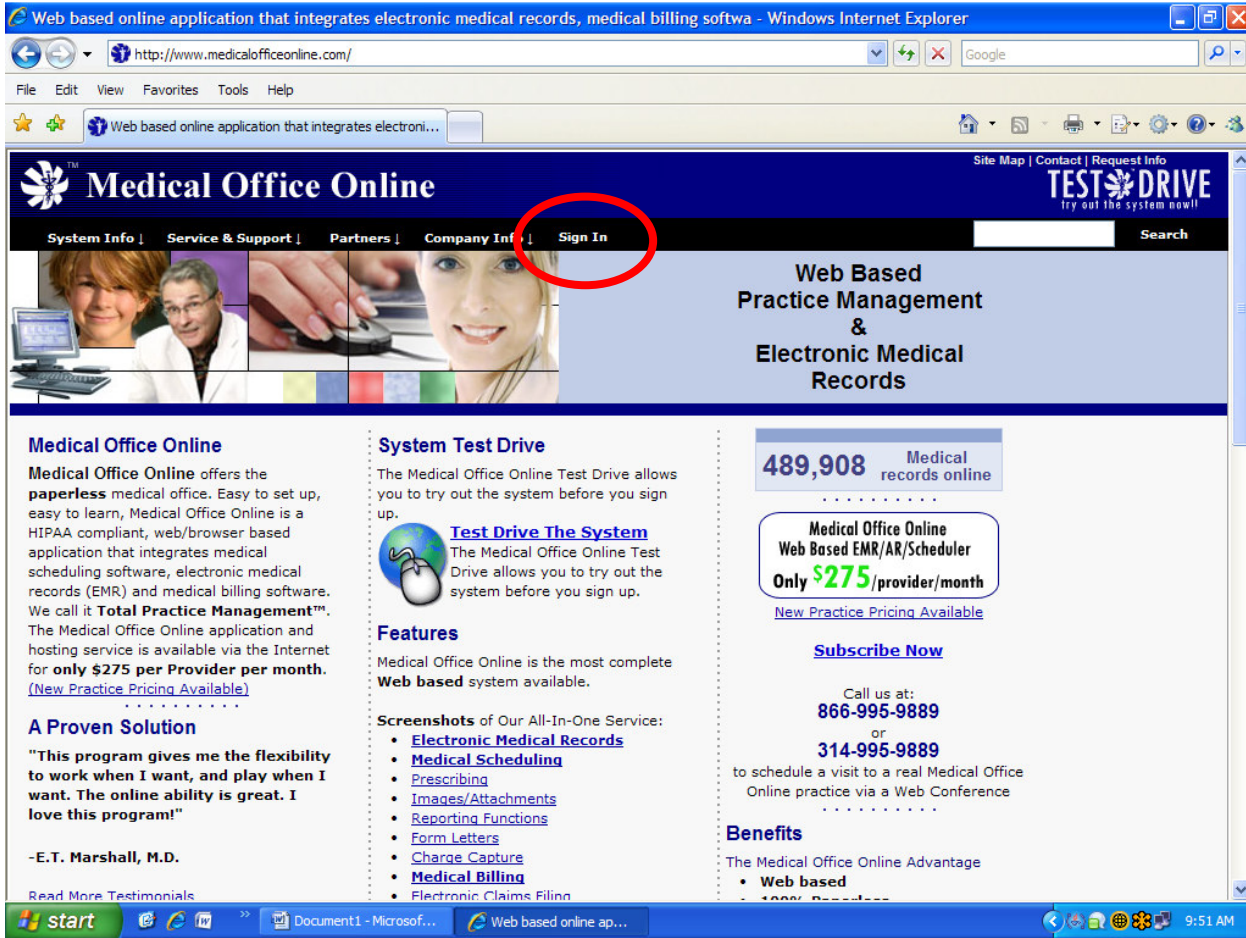 Web based online application that integrates electronic medical records, medical billing softwa - Windows Internet Explorer
http://www.medicalofficeonline.com/
Google
File Edit View Favorites Tools Help
Web based online application that integrates electroni...
Site Map | Contact | Request Info
TM
Medical Office Online
TEST DRIVE
try out the system now!!
System Info ↓ Service & Support ↓ Partners ↓ Company Info ↓ Sign In
Search
Web Based
Practice Management
&
Electronic Medical
Records
Medical Office Online
Medical Office Online offers the
paperless medical office. Easy to set up,
easy to learn, Medical Office Online is a
HIPAA compliant, web/browser based
application that integrates medical
scheduling software, electronic medical
records (EMR) and medical billing software.
We call it Total Practice Management™.
The Medical Office Online application and
hosting service is available via the Internet
for only $275 per Provider per month.
(New Practice Pricing Available)
A Proven Solution
"This program gives me the flexibility
to work when I want, and play when I
want. The online ability is great. I
love this program!"
-E.T. Marshall, M.D.
Read More Testimonials
System Test Drive
The Medical Office Online Test Drive allows
you to try out the system before you sign
up.
Test Drive The System
The Medical Office Online Test
Drive allows you to try out the
system before you sign up.
Features
Medical Office Online is the most complete
Web based system available.
Screenshots of Our All-In-One Service:
• Electronic Medical Records
• Medical Scheduling
• Prescribing
• Images/Attachments
• Reporting Functions
• Form Letters
• Charge Capture
• Medical Billing
• Electronic Claims Filing
489,908 Medical
records online
Medical Office Online
Web Based EMR/AR/Scheduler
Only $275/provider/month
New Practice Pricing Available
Subscribe Now
Call us at:
866-995-9889
or
314-995-9889
to schedule a visit to a real Medical Office
Online practice via a Web Conference
Benefits
The Medical Office Online Advantage
• Web based
• 100% Paperless
start
Document1 - Microsof...
Web based online ap...
9:51 AM